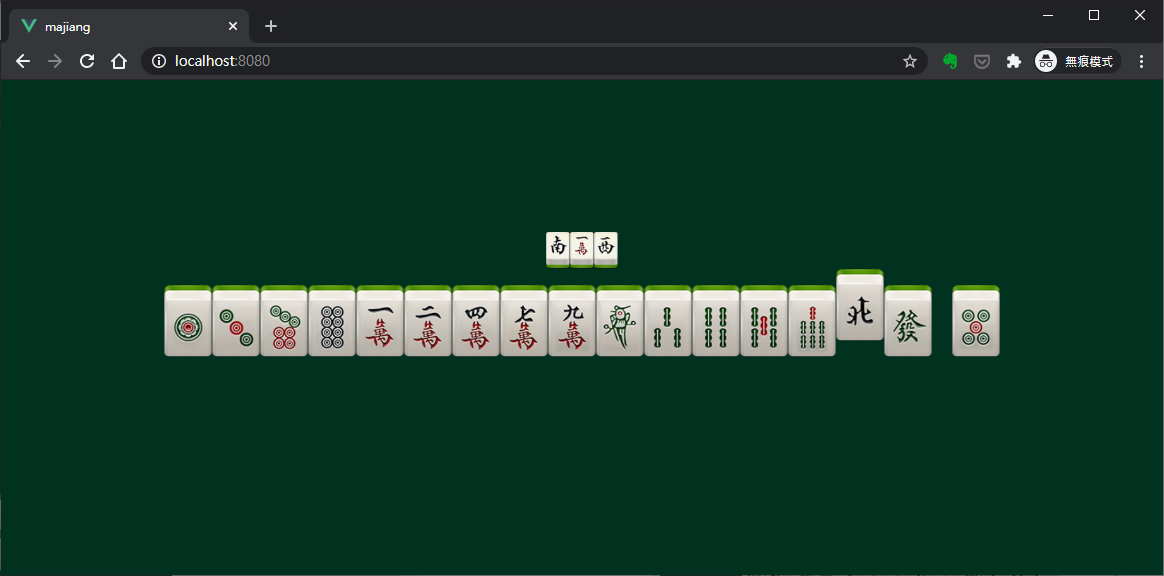 majiang
localhost:8080
無痕模式
南 一萬 西
一萬 二萬 四萬 七萬 九萬 北 發